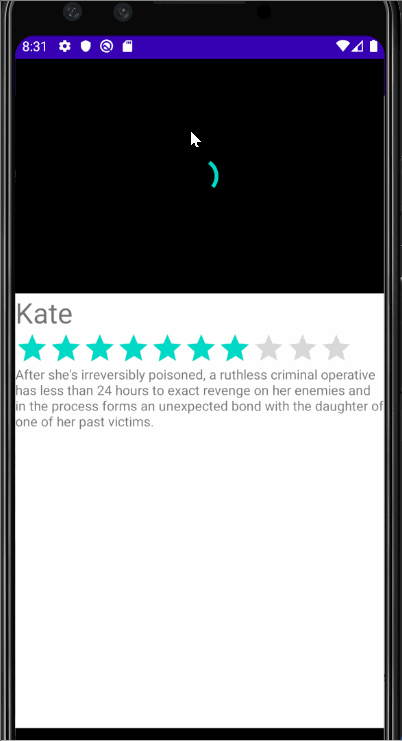 8:31
Kate
After she's irreversibly poisoned, a ruthless criminal operative
has less than 24 hours to exact revenge on her enemies and
in the process forms an unexpected bond with the daughter of
one of her past victims.